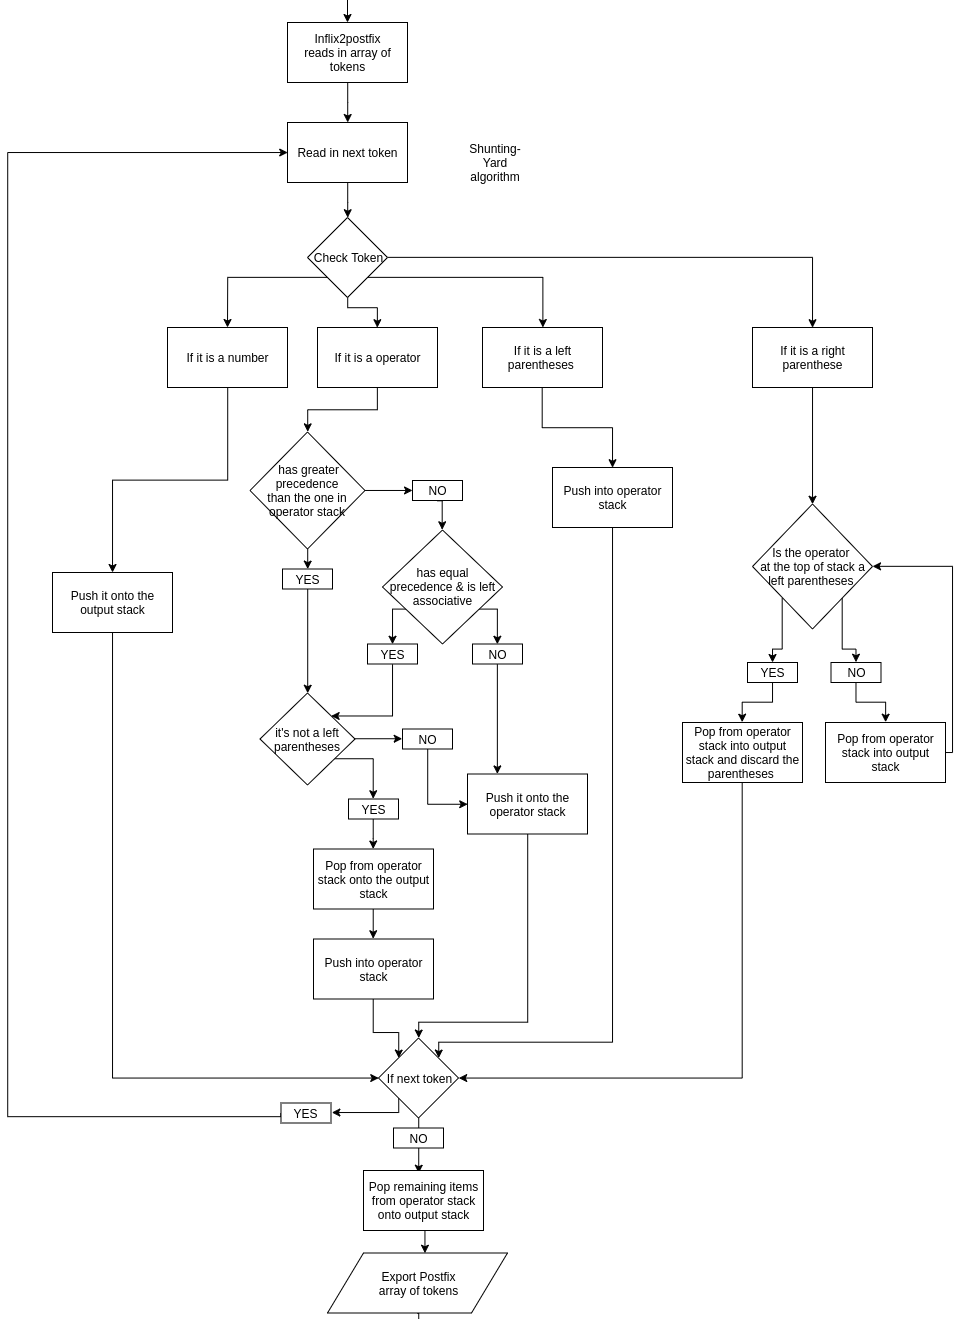 Inflix2postfix
reads in array of
tokens
Read in next token
Shunting-
Yard
algorithm
Check Token
If it is a number
If it is a operator
If it is a left
parentheses
If it is a right
parenthese
has greater
precedence
than the one in
operator stack
NO
Push into operator
stack
Is the operator
at the top of stack a
left parentheses
YES
has equal
precedence & is left
associative
Push it onto the
output stack
YES
NO
YES
NO
it's not a left
parentheses
NO
Pop from operator
stack into output
stack and discard the
parentheses
Pop from operator
stack into output
stack
YES
Push it onto the
operator stack
Pop from operator
stack onto the output
stack
Push into operator
stack
If next token
YES
NO
Pop remaining items
from operator stack
onto output stack
Export Postfix
array of tokens